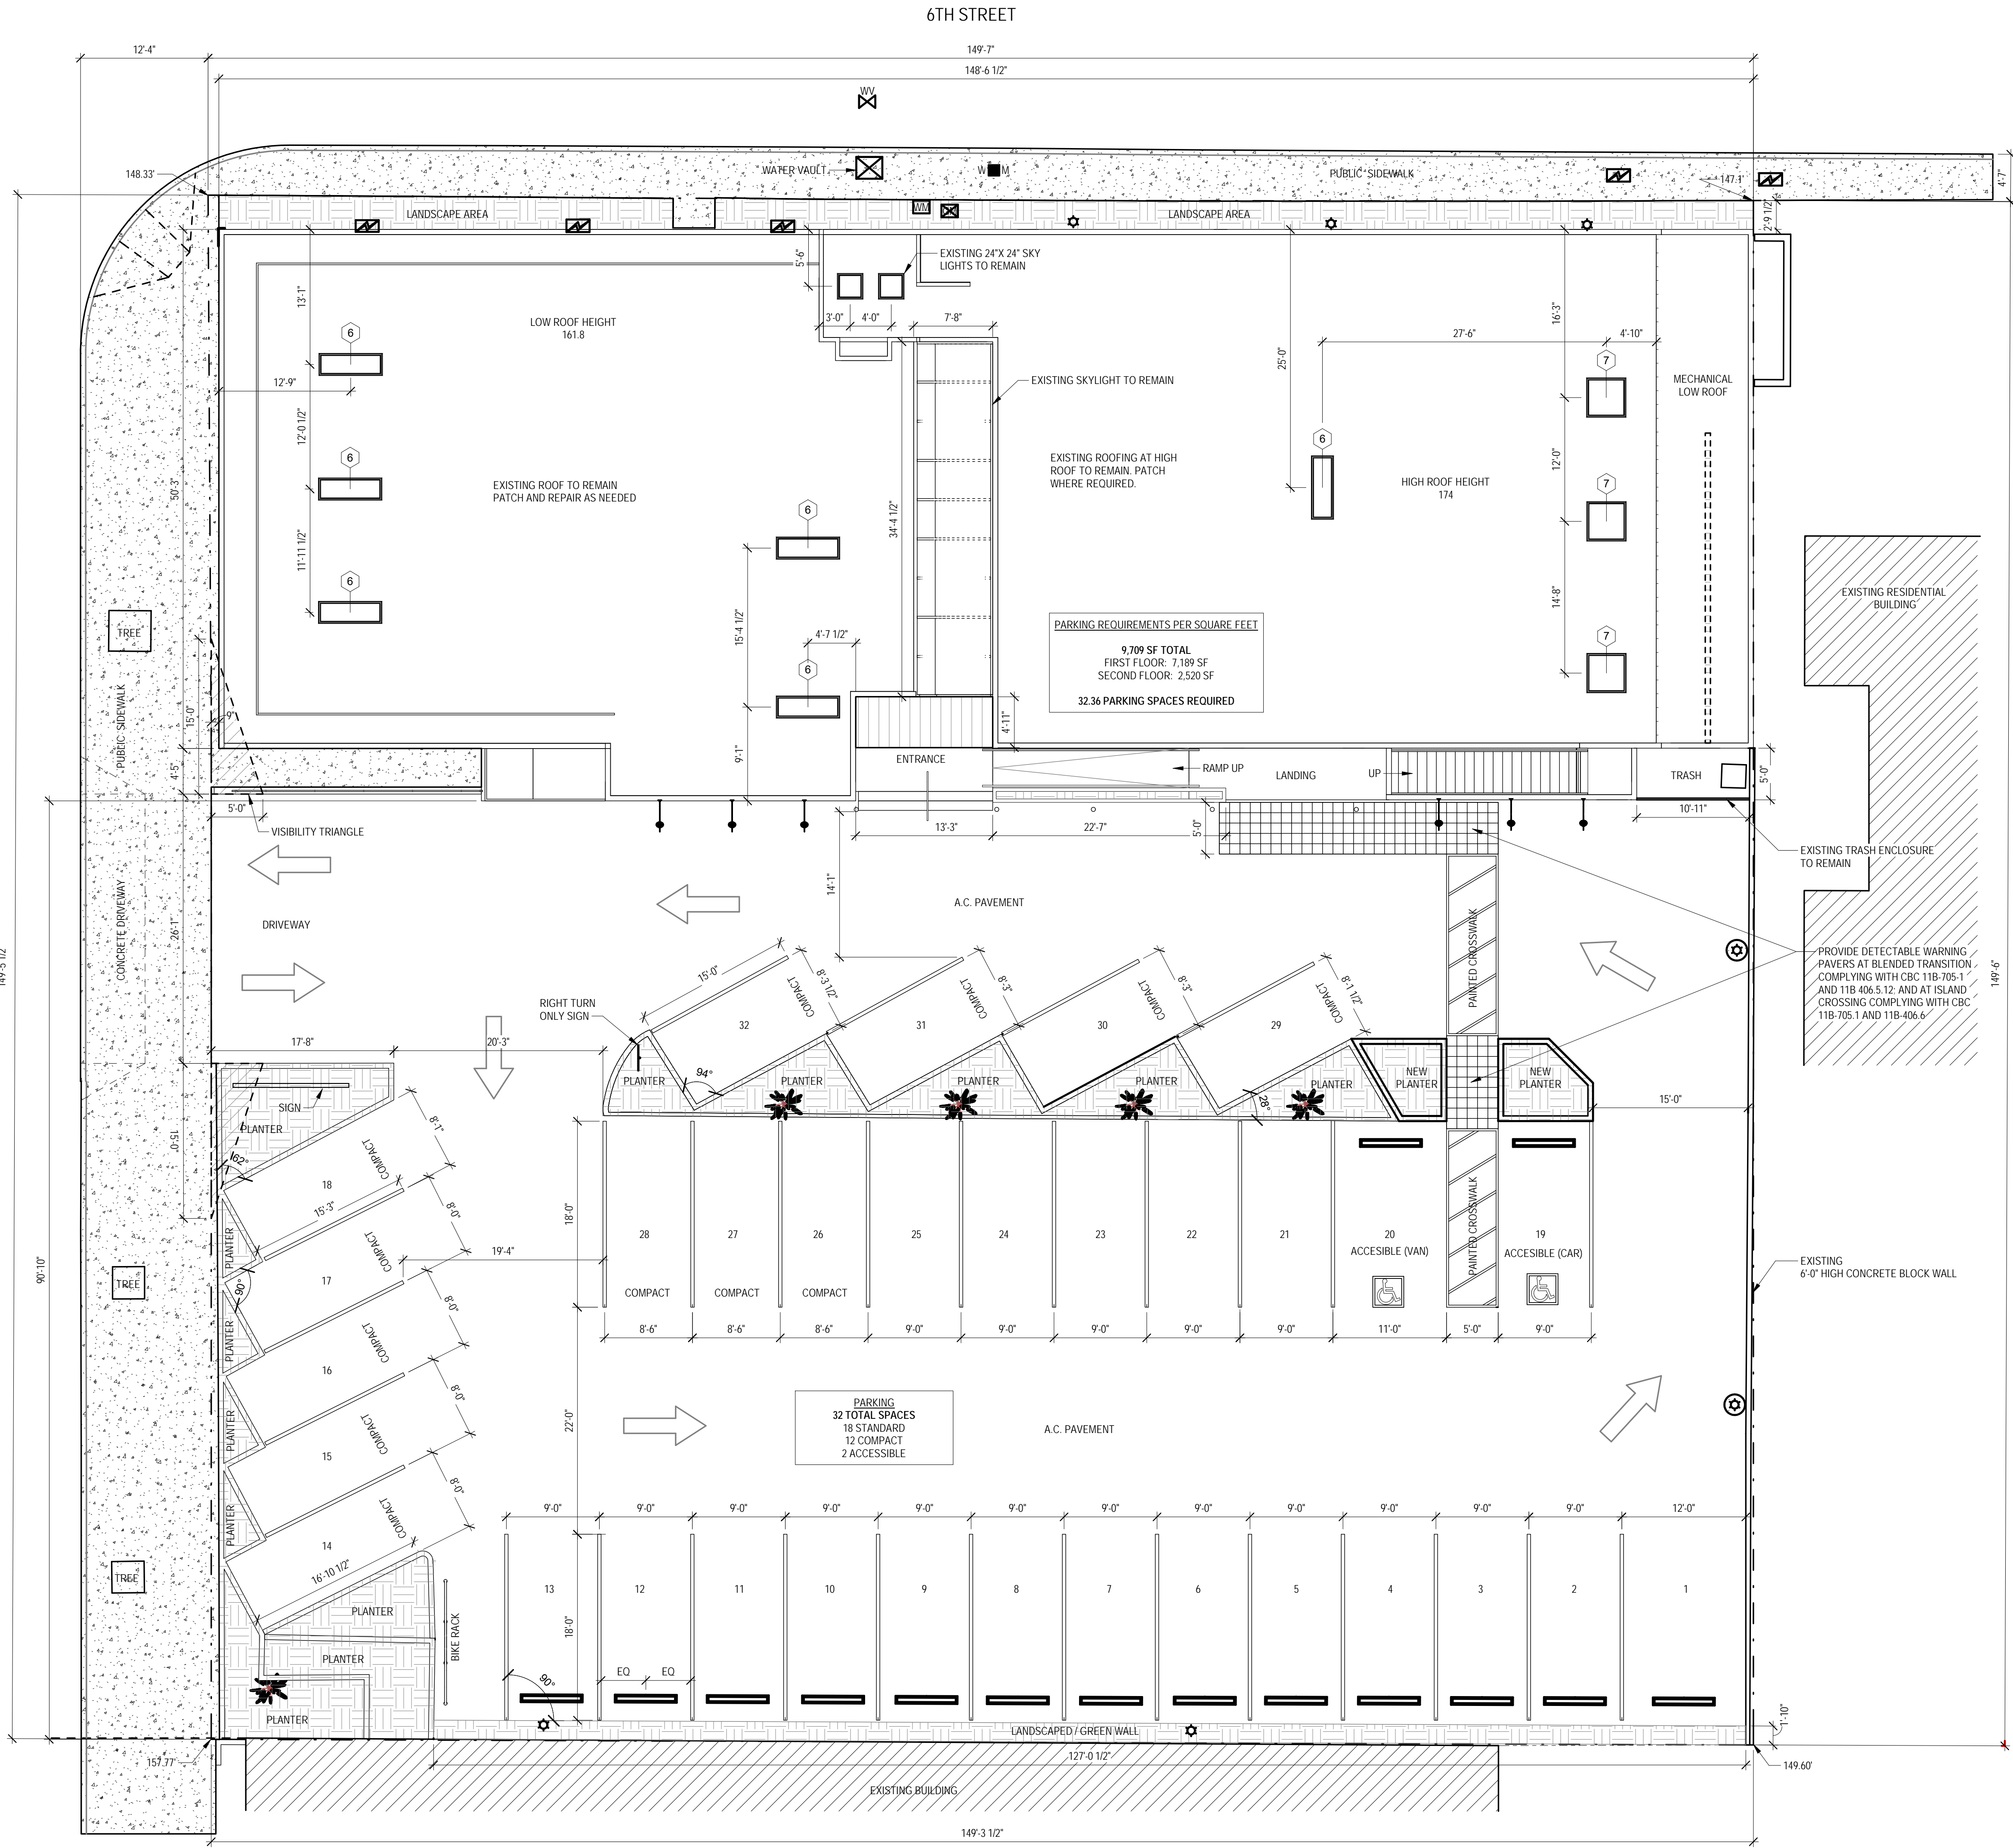 6TH STREET
12'-4"
149'-7"
148'-6 1/2"
WV
148.33'
WATER VAULT
W M
PUBLIC SIDEWALK
147.1'
4'-7"
LANDSCAPE AREA
WM
LANDSCAPE AREA
2'-9 1/2"
5'-6"
EXISTING 24"X 24" SKY
LIGHTS TO REMAIN
13'-1"
LOW ROOF HEIGHT
161.8
3'-0"
4'-0"
7'-8"
16'-3"
6
25'-0"
27'-6"
4'-10"
7
12'-9"
EXISTING SKYLIGHT TO REMAIN
MECHANICAL
LOW ROOF
12'-0 1/2"
6
6
50'-3"
EXISTING ROOF TO REMAIN
PATCH AND REPAIR AS NEEDED
34'-4 1/2"
EXISTING ROOFING AT HIGH
ROOF TO REMAIN. PATCH
WHERE REQUIRED.
HIGH ROOF HEIGHT
174
12'-0"
7
6
11'-11 1/2"
6
14'-8"
EXISTING RESIDENTIAL
BUILDING
TREE
15'-4 1/2"
4'-7 1/2"
6
PARKING REQUIREMENTS PER SQUARE FEET
9,709 SF TOTAL
FIRST FLOOR: 7,189 SF
SECOND FLOOR: 2,520 SF
32.36 PARKING SPACES REQUIRED
7
PUBLIC SIDEWALK
15'-0"
9"
4'-11"
9'-1"
ENTRANCE
RAMP UP
LANDING
UP
TRASH
5'-0"
4'-5"
5'-0"
VISIBILITY TRIANGLE
13'-3"
22'-7"
5'-0"
10'-11"
EXISTING TRASH ENCLOSURE
TO REMAIN
149'-5 1/2"
CONCRETE DRIVEWAY
26'-1"
DRIVEWAY
14'-1"
A.C. PAVEMENT
PAINTED CROSSWALK
PROVIDE DETECTABLE WARNING
PAVERS AT BLENDED TRANSITION
COMPLYING WITH CBC 11B-705-1
AND 11B 406.5.12; AND AT ISLAND
CROSSING COMPLYING WITH CBC
11B-705.1 AND 11B-406.6
149'-6"
15'-0"
COMPACT
8'-3 1/2"
COMPACT
8'-3"
COMPACT
8'-3"
COMPACT
8'-1 1/2"
RIGHT TURN
ONLY SIGN
32
31
30
29
17'-8"
20'-3"
PLANTER
94°
PLANTER
PLANTER
PLANTER
28°
PLANTER
NEW
PLANTER
NEW
PLANTER
15'-0"
SIGN
PLANTER
15'-0"
62°
COMPACT
8'-1"
18
15'-3"
8'-0"
18'-0"
28
27
26
25
24
23
22
21
20
ACCESIBLE (VAN)
PAINTED CROSSWALK
19
ACCESIBLE (CAR)
PLANTER
COMPACT
19'-4"
17
90°
8'-0"
COMPACT
COMPACT
COMPACT
EXISTING
6'-0" HIGH CONCRETE BLOCK WALL
90'-10"
TREE
PLANTER
COMPACT
8'-6"
8'-6"
8'-6"
9'-0"
9'-0"
9'-0"
9'-0"
9'-0"
11'-0"
5'-0"
9'-0"
16
8'-0"
22'-0"
PARKING
32 TOTAL SPACES
18 STANDARD
12 COMPACT
2 ACCESSIBLE
A.C. PAVEMENT
PLANTER
COMPACT
15
8'-0"
9'-0"
9'-0"
9'-0"
9'-0"
9'-0"
9'-0"
9'-0"
9'-0"
9'-0"
9'-0"
9'-0"
9'-0"
12'-0"
PLANTER
COMPACT
14
16'-10 1/2"
TREE
13
12
11
10
9
8
7
6
5
4
3
2
1
PLANTER
BIKE RACK
18'-0"
PLANTER
EQ
EQ
90°
PLANTER
LANDSCAPED / GREEN WALL
1'-10"
157.77'
127'-0 1/2"
149.60'
EXISTING BUILDING
149'-3 1/2"